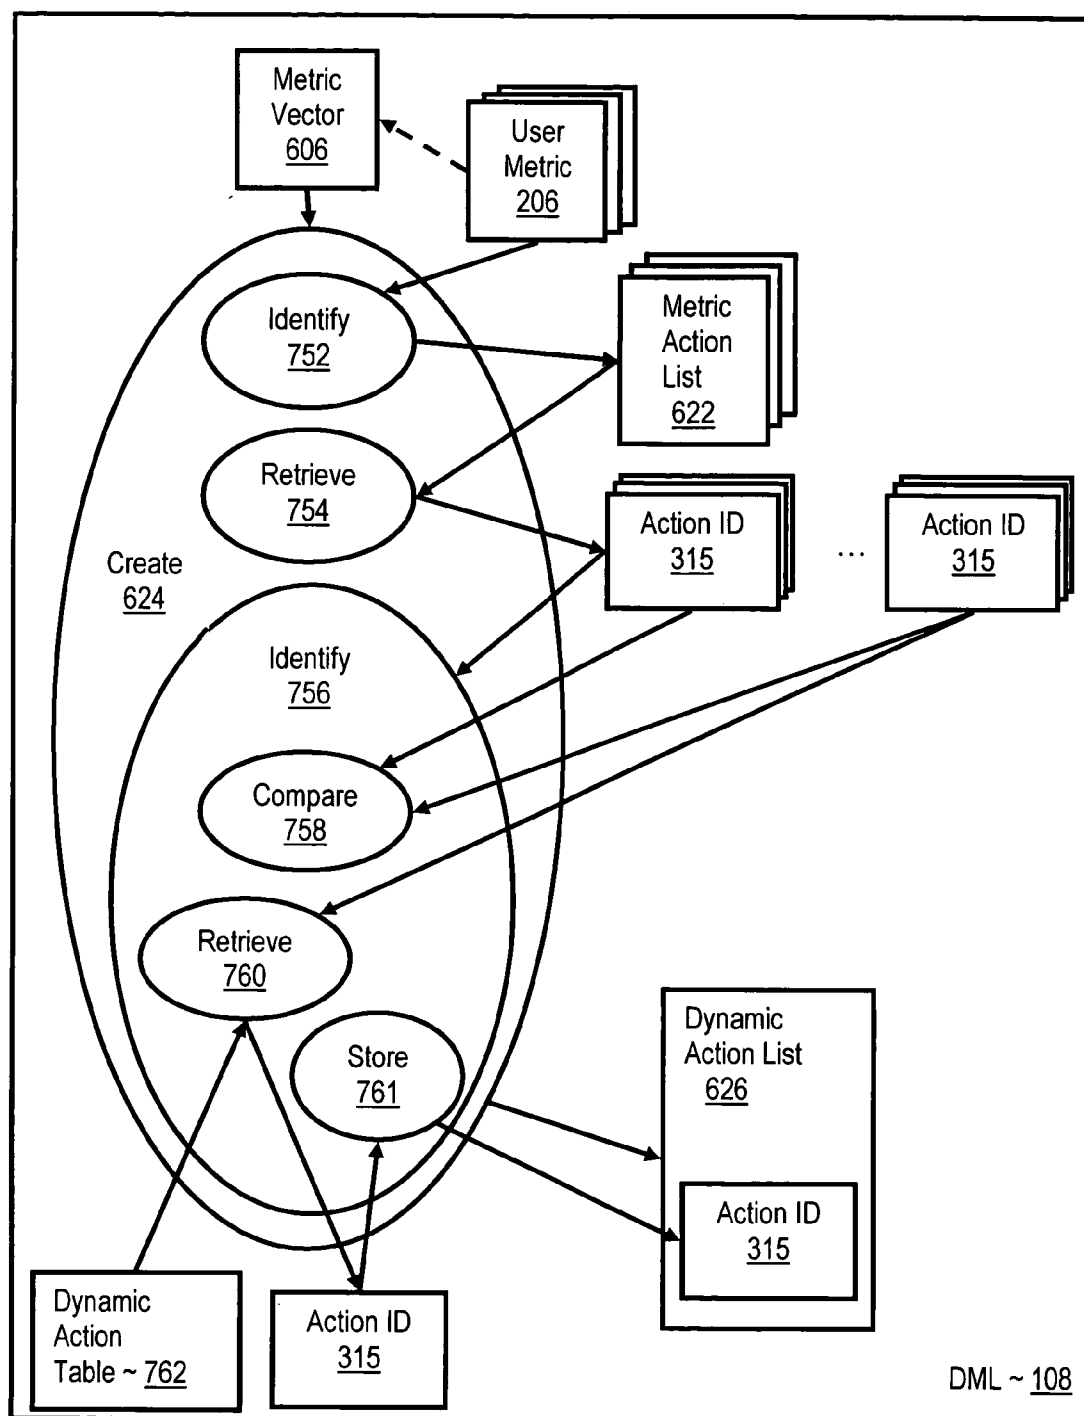 Metric
Vector
606
User
Metric
206
Identify
752
Metric
Action
List
622
Retrieve
754
Action ID
315
...
Action ID
315
Create
624
Identify
756
Compare
758
Retrieve
760
Store
761
Dynamic
Action List
626
Action ID
315
Dynamic
Action
Table ~ 762
Action ID
315
DML ~ 108